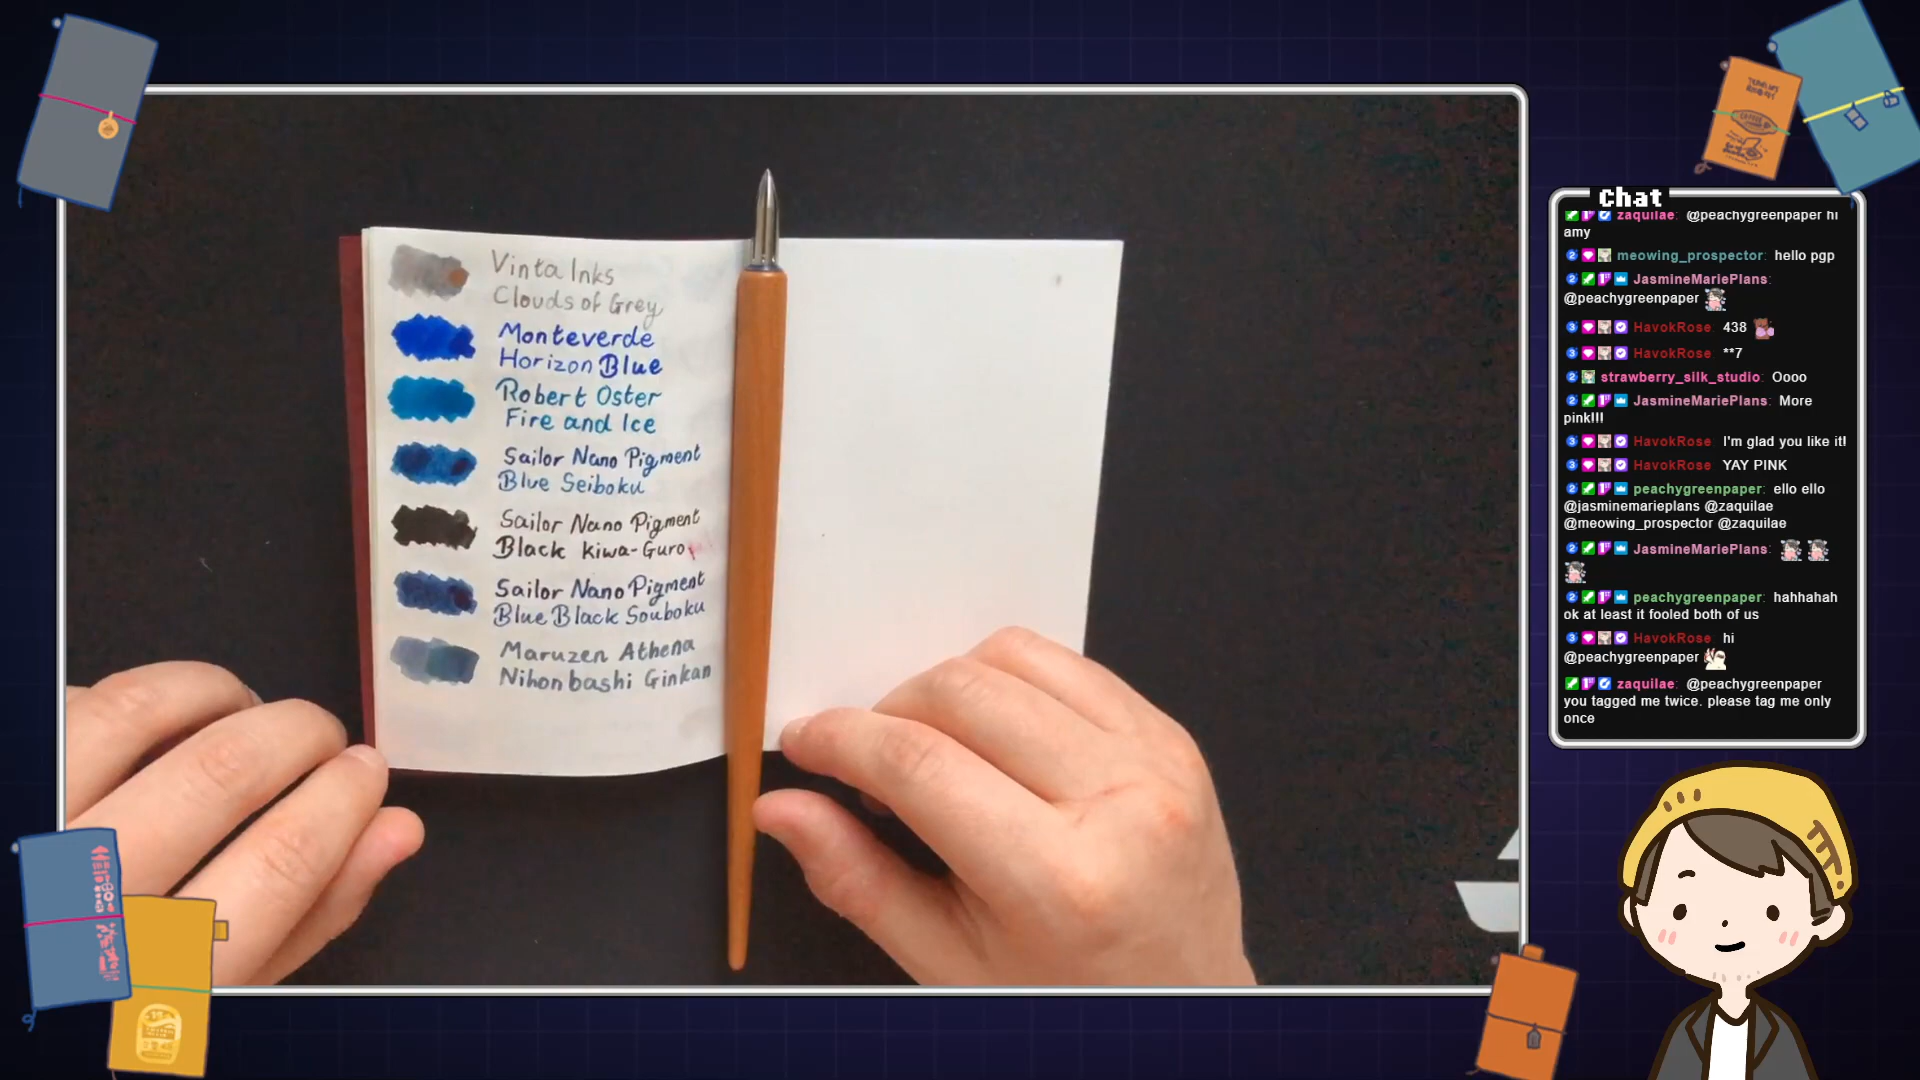 Vinta Inks
Clouds of Grey
Monteverde
Horizon Blue
Robert Oster
Fire and Ice
Sailor Nano Pigment
Blue Seiboku
Sailor Nano Pigment
Black Kiwa-Guro
Sailor Nano Pigment
Blue Black Souboku
Maruzen Athena
Nihonbashi Ginkan
chat
zaquilae: @peachygreenpaper hi
amy
meowing_prospector: hello pgp
JasmineMariePlans:
@peachygreenpaper
HavokRose: 438
HavokRose: **7
strawberry_silk_studio: Oooo
JasmineMariePlans: More
pink!!!
HavokRose: I'm glad you like it!
HavokRose: YAY PINK
peachygreenpaper: ello ello
@jasminemarieplans @zaquilae
@meowing_prospector @zaquilae
JasmineMariePlans:
peachygreenpaper: hahhahah
ok at least it fooled both of us
HavokRose: hi
@peachygreenpaper
zaquilae: @peachygreenpaper
you tagged me twice. please tag me only
once